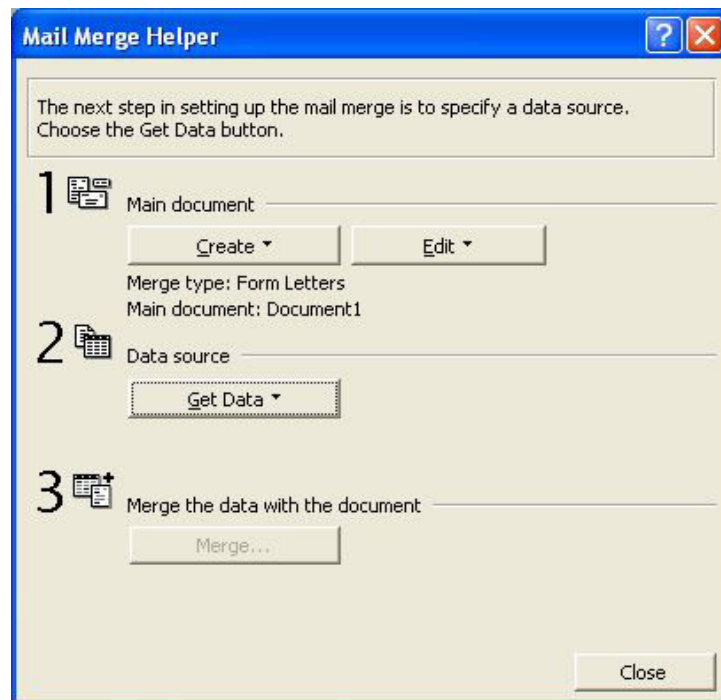 Mail Merge Helper
The next step in setting up the mail merge is to specify a data source.
Choose the Get Data button.
1
Main document
Create Edit
Merge type: Form Letters
Main document: Document1
2
Data source
Get Data
3
Merge the data with the document
Merge...
Close